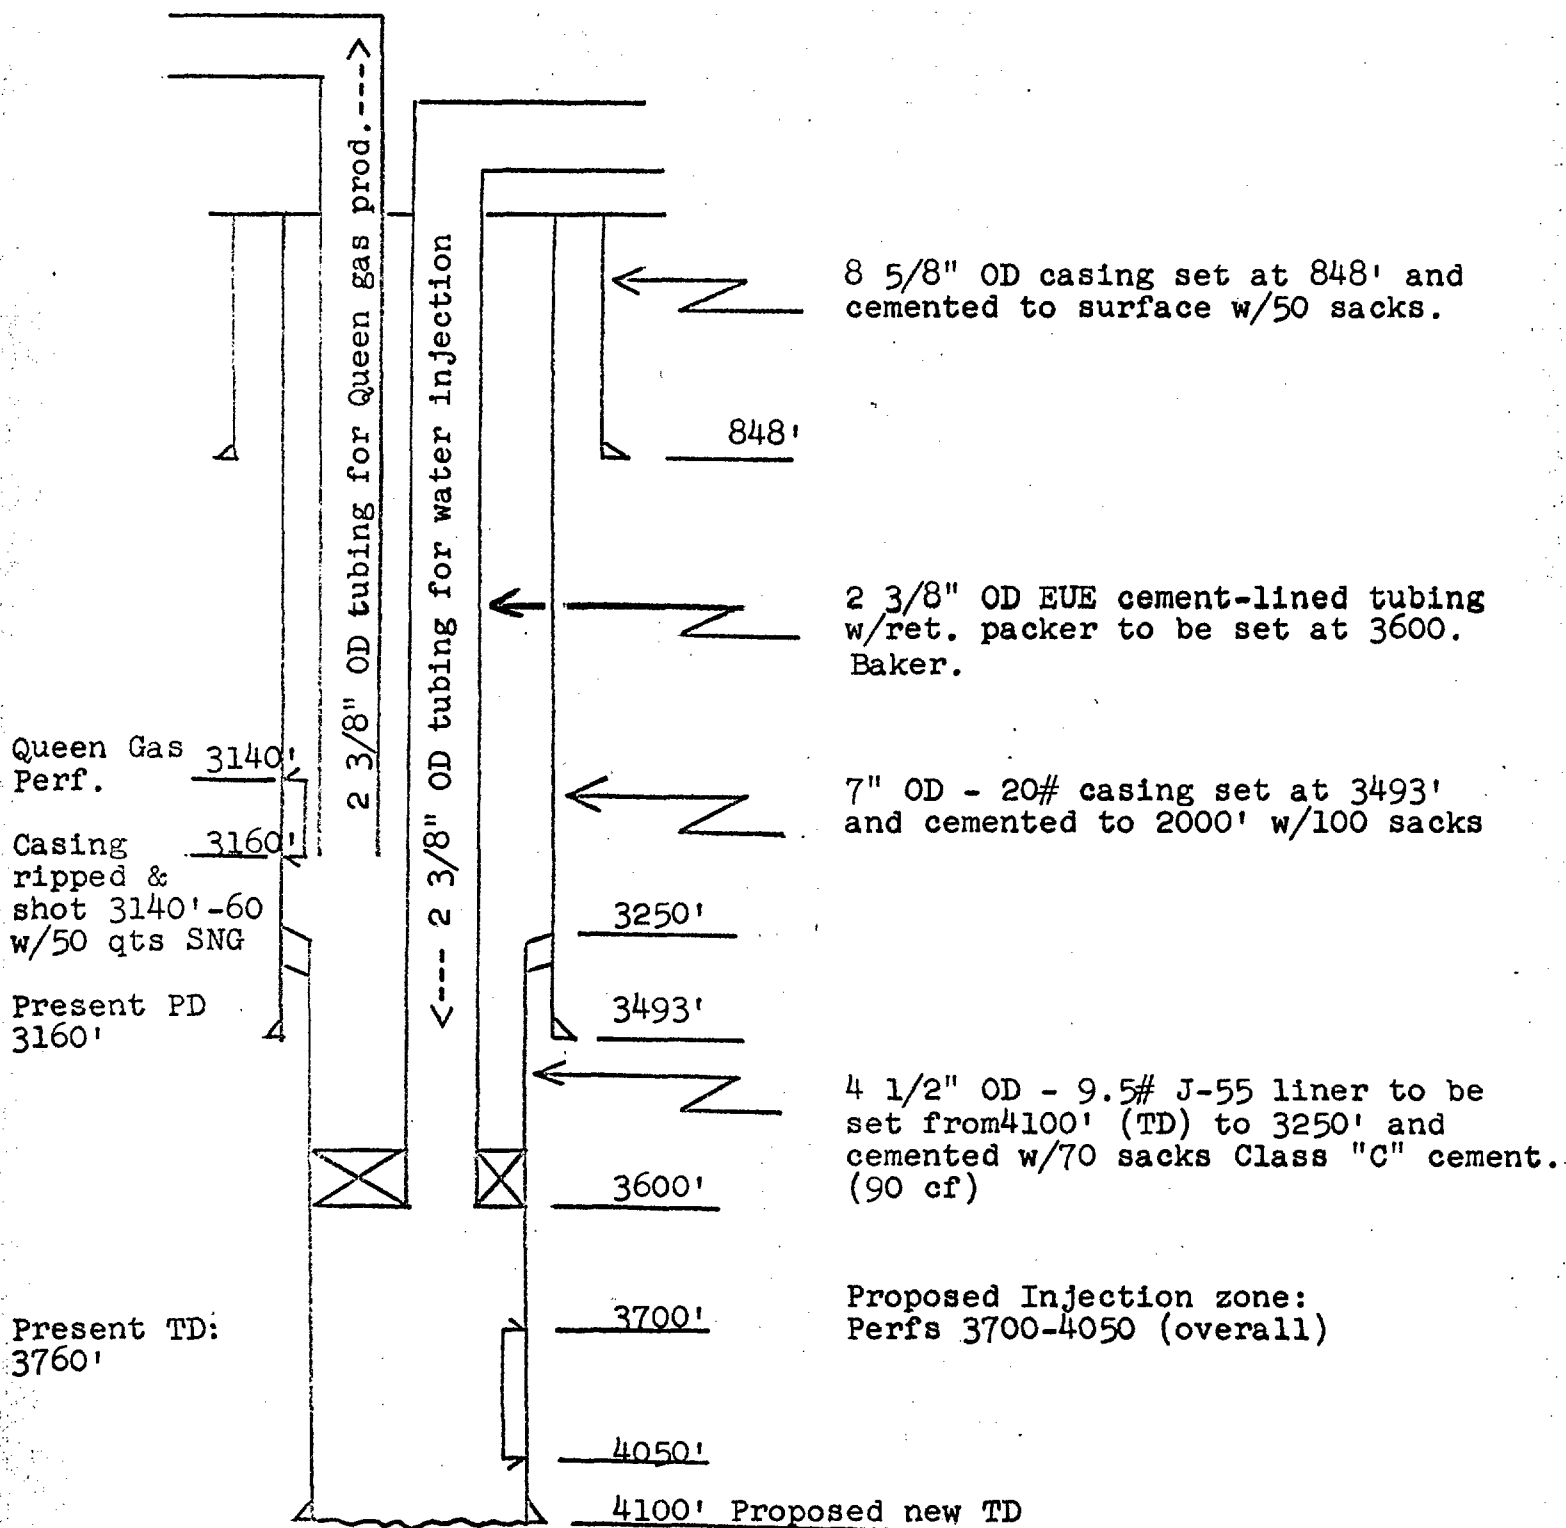 2 3/8" OD tubing for Queen gas prod.--->
<--- 2 3/8" OD tubing for water injection
8 5/8" OD casing set at 848' and
cemented to surface w/50 sacks.
848'
2 3/8" OD EUE cement-lined tubing
w/ret. packer to be set at 3600.
Baker.
Queen Gas 3140'
Perf.
7" OD - 20# casing set at 3493'
and cemented to 2000' w/100 sacks
Casing 3160'
ripped &
shot 3140'-60
w/50 qts SNG
3250'
Present PD
3160'
3493'
4 1/2" OD - 9.5# J-55 liner to be
set from4100' (TD) to 3250' and
cemented w/70 sacks Class "C" cement.
(90 cf)
3600'
Proposed Injection zone:
Perfs 3700-4050 (overall)
3700'
Present TD:
3760'
4050'
4100' Proposed new TD